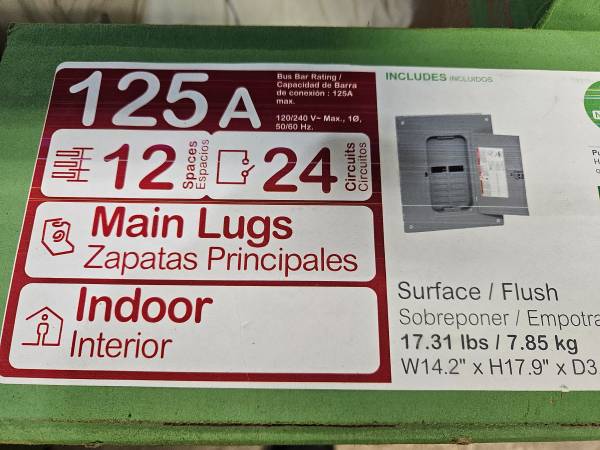 125A
Bus Bar Rating /
Capacidad de Barra
de conexión : 125A
max.
120/240 V~ Max., 1Ø,
50/60 Hz.
12
Spaces
Espacios
24
Circuits
Circuitos
Main Lugs
Zapatas Principales
Indoor
Interior
INCLUDES INCLUIDOS
Surface / Flush
Sobreponer / Empotra
17.31 lbs / 7.85 kg
W14.2" x H17.9" x D3.